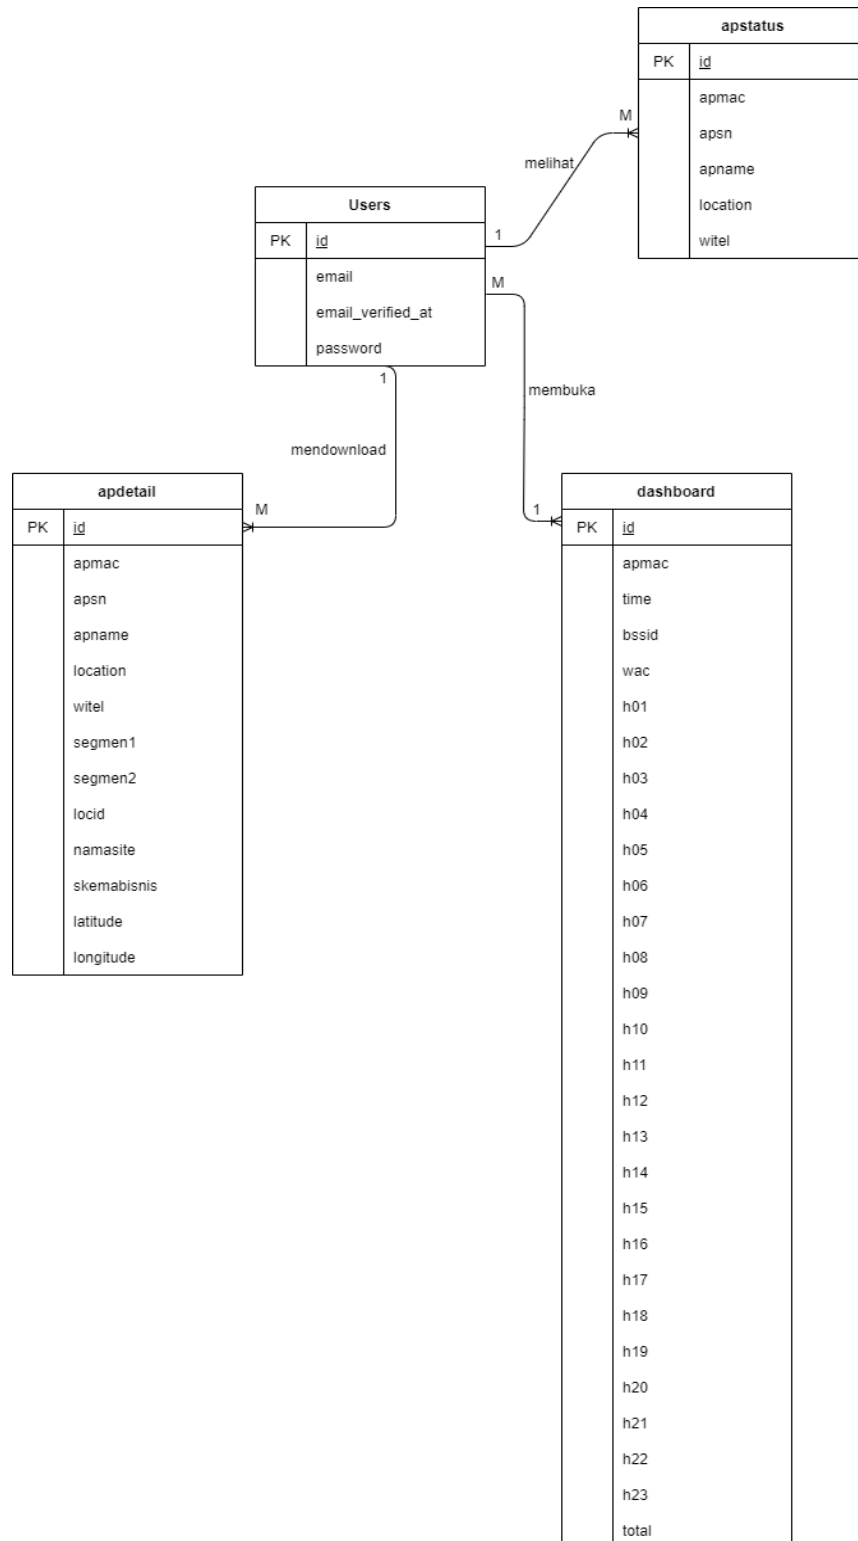 apstatus
PK id
apmac
apsn
apname
location
witel
M
melihat
1
Users
PK id
email
email_verified_at
password
M
membuka
1
1
mendownload
M
apdetail
PK id
apmac
apsn
apname
location
witel
segmen1
segmen2
locid
namasite
skemabisnis
latitude
longitude
dashboard
PK id
apmac
time
bssid
wac
h01
h02
h03
h04
h05
h06
h07
h08
h09
h10
h11
h12
h13
h14
h15
h16
h17
h18
h19
h20
h21
h22
h23
total